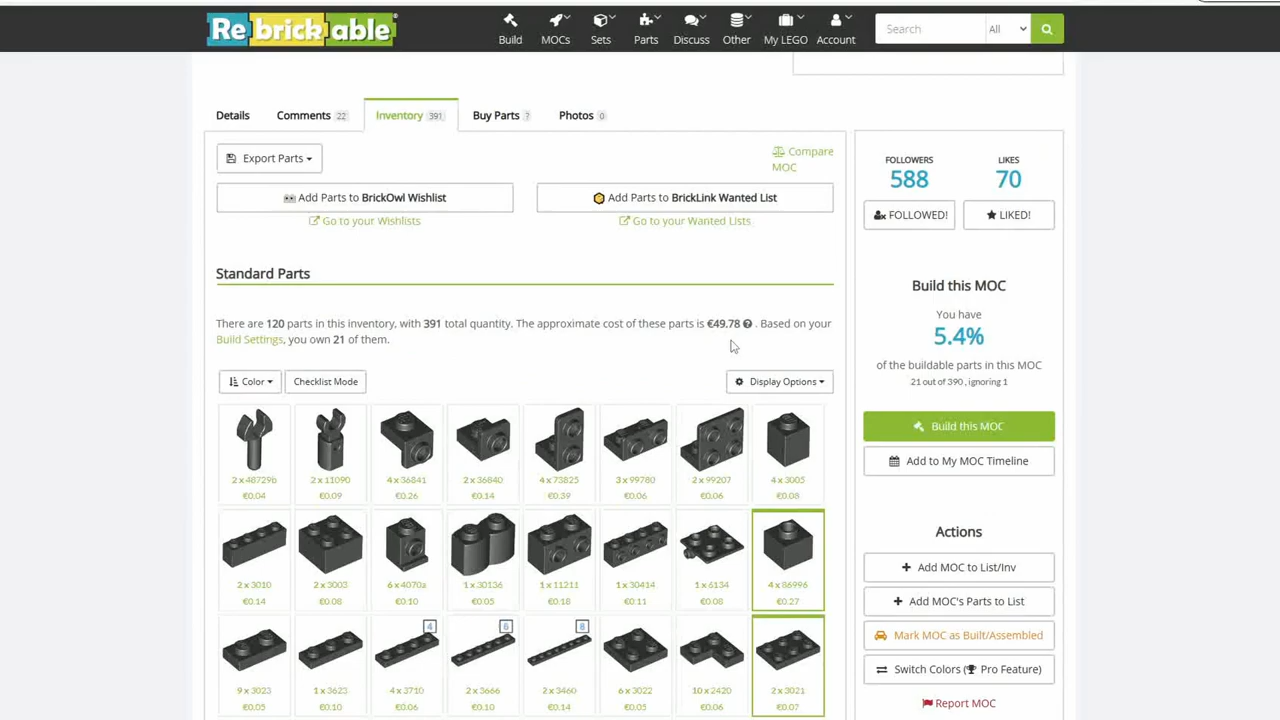 Rebrickable
Build
MOCs
Sets
Parts
Discuss
Other
My LEGO
Account
Search
All
Details
Comments 22
Inventory 391
Buy Parts ?
Photos 0
Export Parts
Compare
MOC
Add Parts to BrickOwl Wishlist
Add Parts to BrickLink Wanted List
Go to your Wishlists
Go to your Wanted Lists
Standard Parts
There are 120 parts in this inventory, with 391 total quantity. The approximate cost of these parts is €49.78 ? . Based on your
Build Settings, you own 21 of them.
Color
Checklist Mode
Display Options
2 x 48729b
2 x 11090
4 x 36841
2 x 36840
4 x 73825
3 x 99780
2 x 99207
4 x 3005
€0.04
€0.09
€0.26
€0.14
€0.39
€0.06
€0.06
€0.08
2 x 3010
2 x 3003
6 x 4070a
1 x 30136
1 x 11211
1 x 30414
1 x 6134
4 x 86996
€0.14
€0.08
€0.10
€0.05
€0.18
€0.11
€0.08
€0.27
4
6
8
9 x 3023
1 x 3623
4 x 3710
2 x 3666
2 x 3460
6 x 3022
10 x 2420
2 x 3021
€0.05
€0.10
€0.06
€0.10
€0.14
€0.05
€0.06
€0.07
FOLLOWERS
LIKES
588
70
FOLLOWED!
LIKED!
Build this MOC
You have
5.4%
of the buildable parts in this MOC
21 out of 390 , ignoring 1
Build this MOC
Add to My MOC Timeline
Actions
Add MOC to List/Inv
Add MOC's Parts to List
Mark MOC as Built/Assembled
Switch Colors ( Pro Feature)
Report MOC